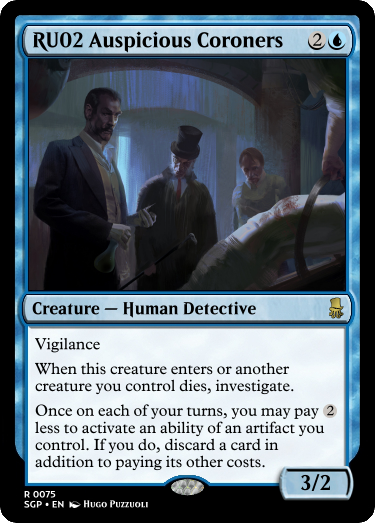 RU02 Auspicious Coroners 2
Creature — Human Detective
Vigilance
When this creature enters or another
creature you control dies, investigate.
Once on each of your turns, you may pay 2
less to activate an ability of an artifact you
control. If you do, discard a card in
addition to paying its other costs.
3/2
R 0075
SGP • EN Hugo Puzzuoli